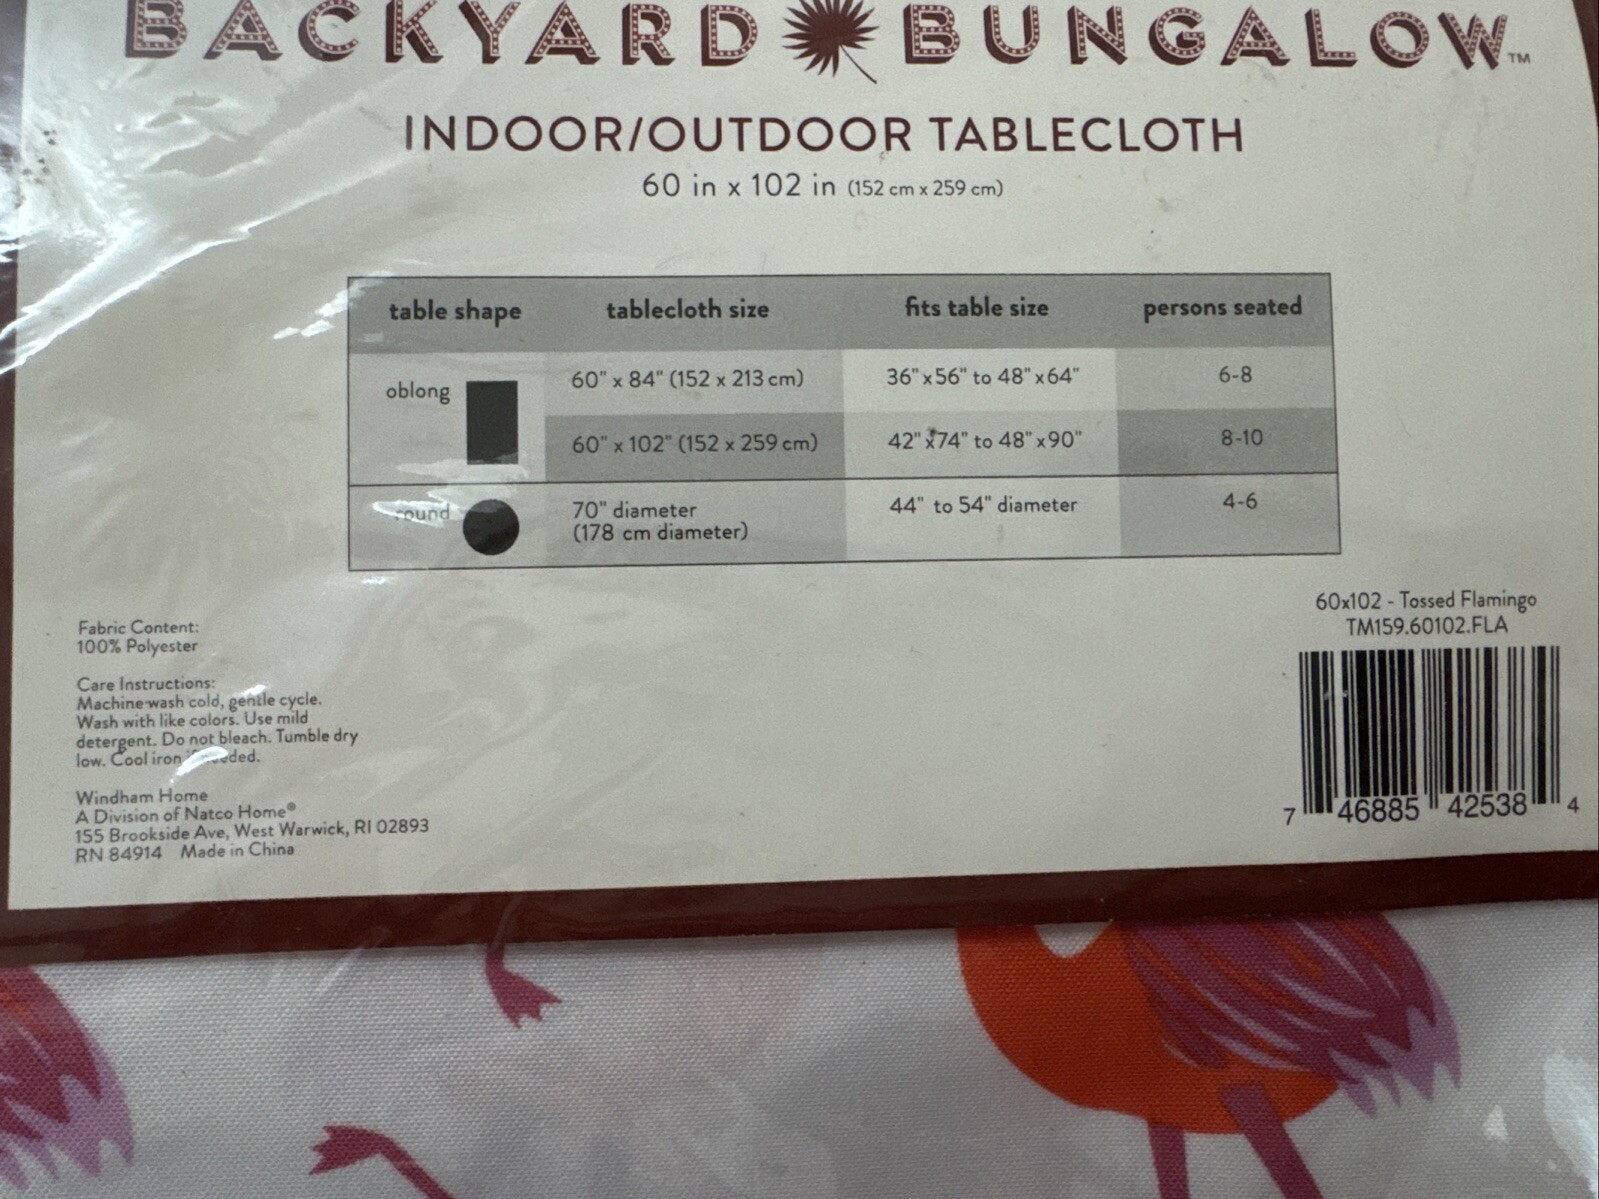 BACKYARD BUNGALOW™
INDOOR/OUTDOOR TABLECLOTH
60 in x 102 in (152 cm x 259 cm)
table shape tablecloth size fits table size persons seated
oblong 60" x 84" (152 x 213 cm) 36" x 56" to 48" x 64" 6-8
60" x 102" (152 x 259 cm) 42" x 74" to 48" x 90" 8-10
round 70" diameter 44" to 54" diameter 4-6
(178 cm diameter)
60x102 - Tossed Flamingo
TM159.60102.FLA
7 46885 42538 4
Fabric Content:
100% Polyester
Care Instructions:
Machine wash cold, gentle cycle.
Wash with like colors. Use mild
detergent. Do not bleach. Tumble dry
low. Cool iron if needed.
Windham Home
A Division of Natco Home®
155 Brookside Ave, West Warwick, RI 02893
RN 84914 Made in China